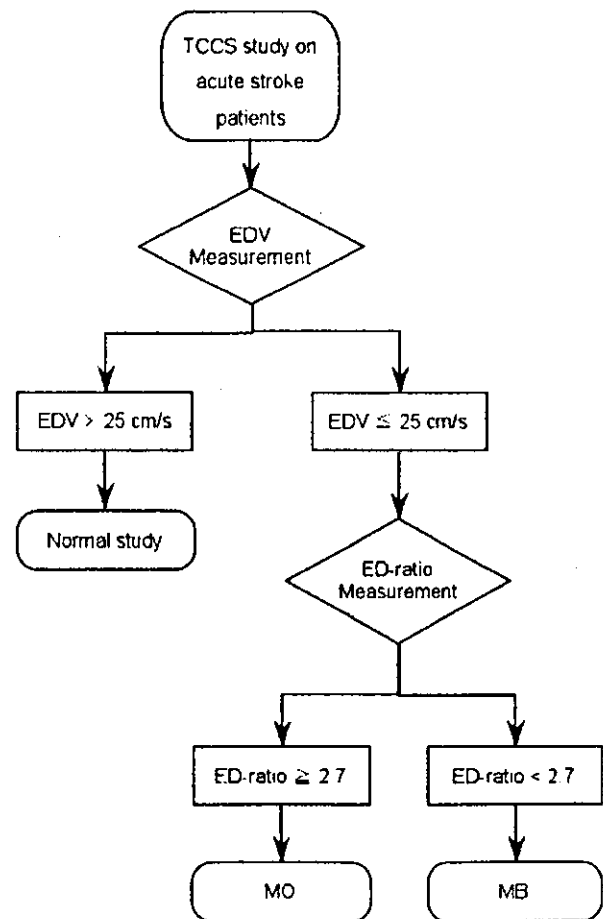 TCCS study on
acute stroke
patients
EDV
Measurement
EDV > 25 cm/s
EDV ≦ 25 cm/s
Normal study
ED-ratio
Measurement
ED-ratio ≧ 2.7
ED-ratio < 2.7
MO
MB